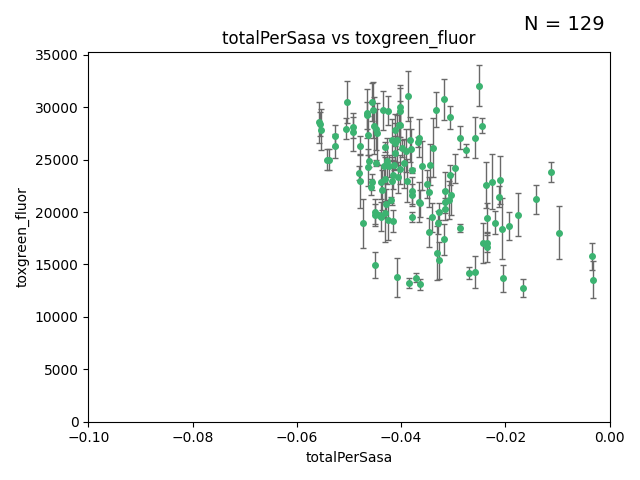 N = 129
totalPerSasa vs toxgreen_fluor
35000
30000
25000
20000
15000
10000
5000
0
toxgreen_fluor
−0.10 −0.08 −0.06 −0.04 −0.02 0.00
totalPerSasa